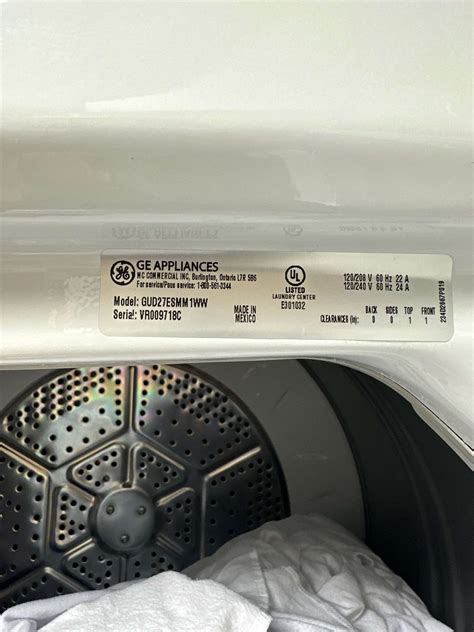 GE APPLIANCES
MC COMMERCIAL INC, Burlington, Ontario L7R 5B6
For service/Pous service: 1-800-561-3344
Model: GUD27ESMM1WW
Serial: VR009718C
MADE IN
MEXICO
UL
LISTED
LAUNDRY CENTER
E301032
120/208 V 60 Hz 22 A
120/240 V 60 Hz 24 A
BACK SIDES TOP FRONT
CLEARANCES (in): 0 0 1 1